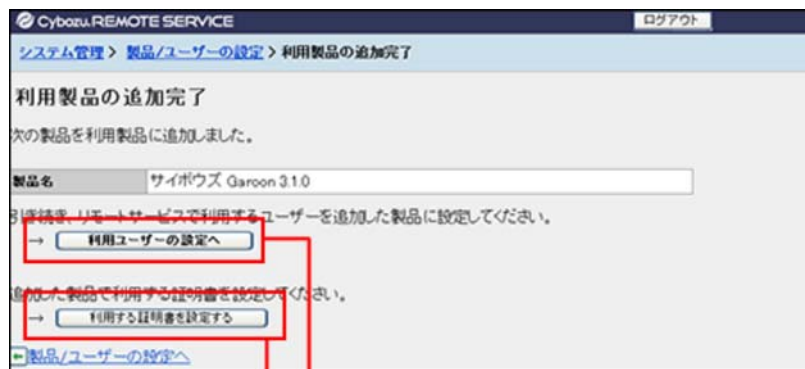 Cybozu.REMOTE SERVICE ログアウト
システム管理 > 製品/ユーザーの設定 > 利用製品の追加完了
利用製品の追加完了
次の製品を利用製品に追加しました。
製品名 サイボウズ Garoon 3.1.0
引き続き、リモートサービスで利用するユーザーを追加した製品に設定してください。
→ 利用ユーザーの設定へ
追加した製品で利用する証明書を設定してください。
→ 利用する証明書を設定する
製品/ユーザーの設定へ